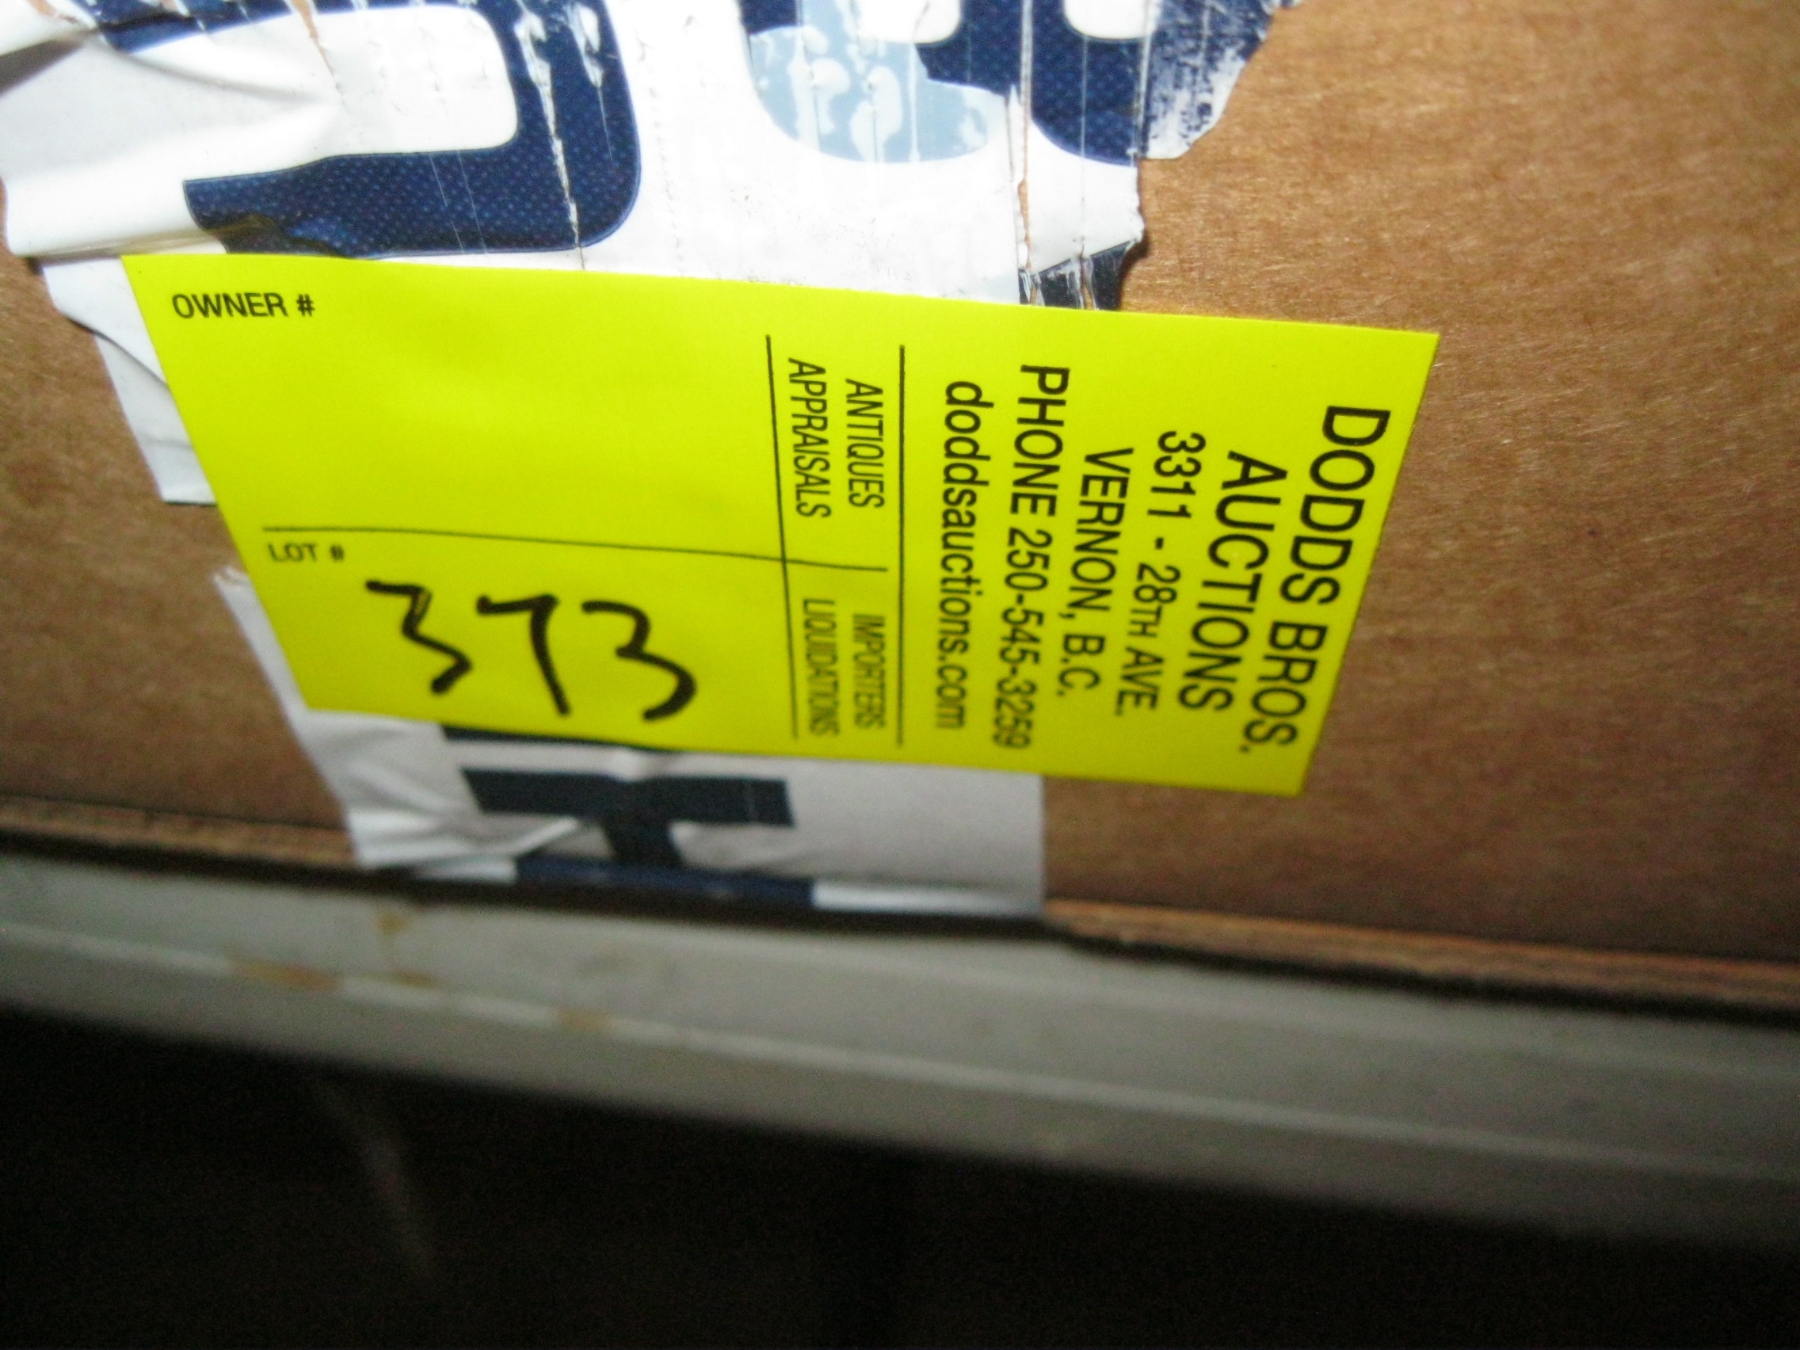 DODDS BROS.
AUCTIONS
3311 - 28TH AVE.
VERNON, B.C.
PHONE 250-545-3259
doddsauctions.com
ANTIQUES IMPORTERS
APPRAISALS LIQUIDATIONS
OWNER #
LOT #
373